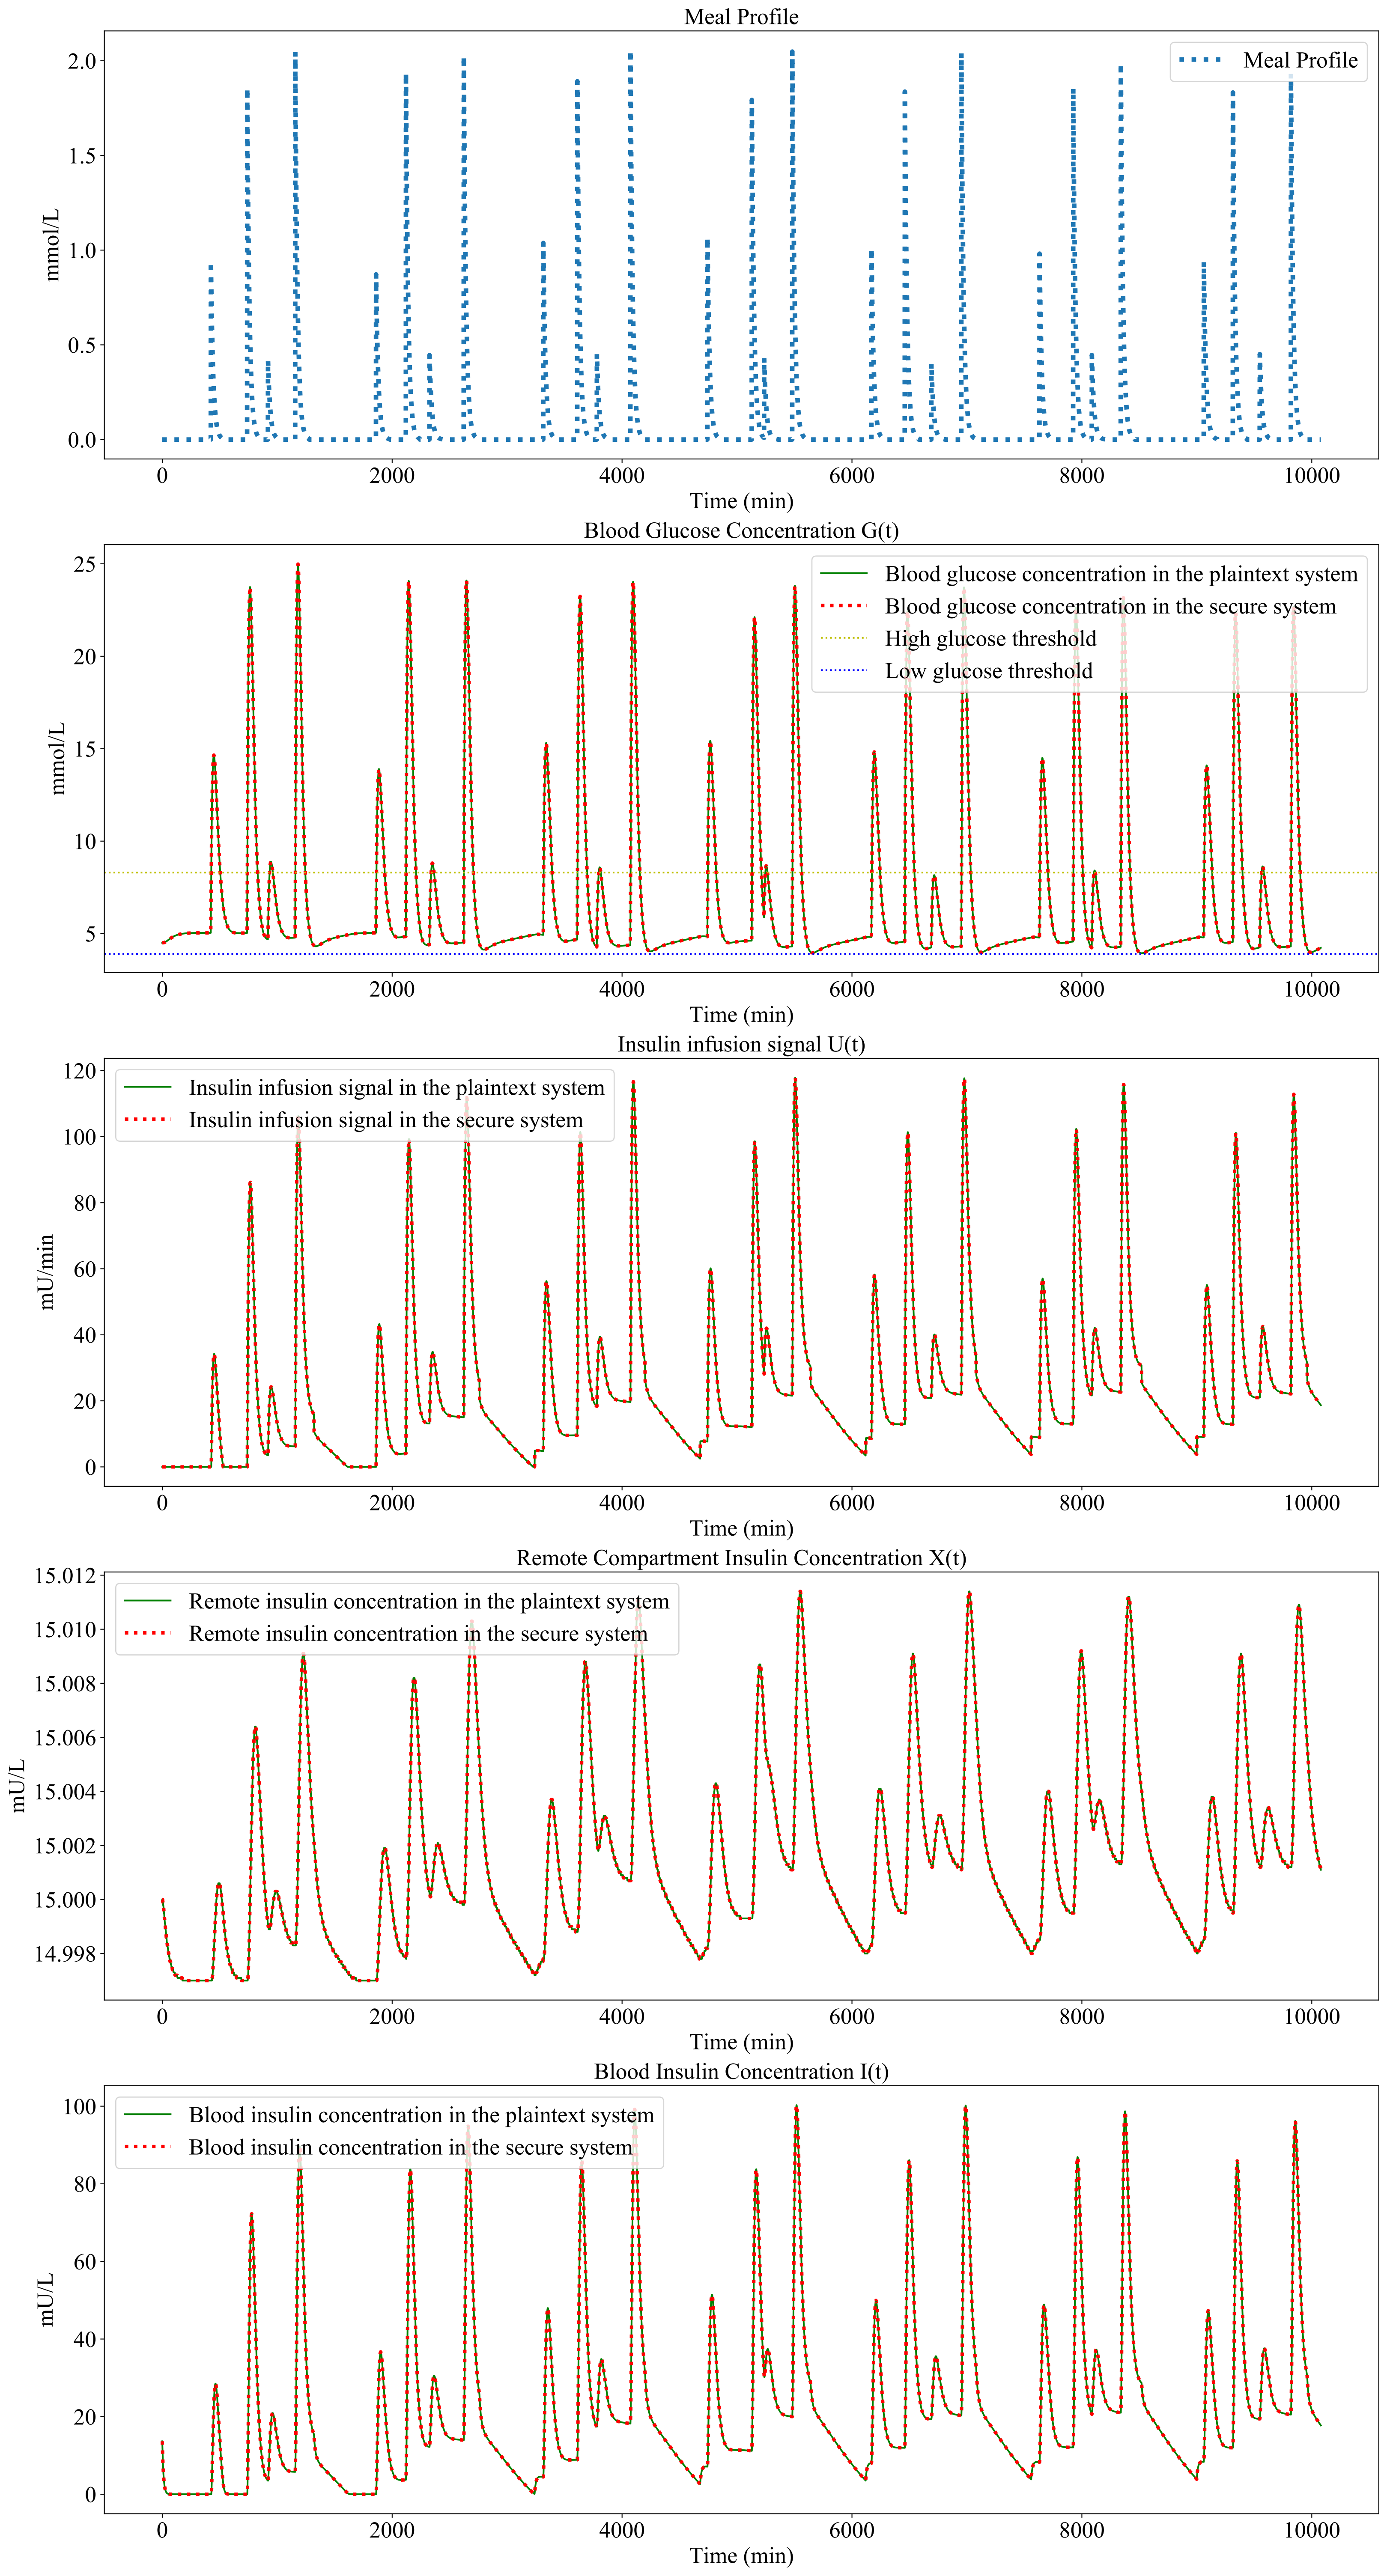 Meal Profile
2.0
1.5
1.0
0.5
0.0
mmol/L
Meal Profile
0 2000 4000 6000 8000 10000
Time (min)
Blood Glucose Concentration G(t)
25
20
15
10
5
mmol/L
Blood glucose concentration in the plaintext system
Blood glucose concentration in the secure system
High glucose threshold
Low glucose threshold
0 2000 4000 6000 8000 10000
Time (min)
Insulin infusion signal U(t)
120
100
80
60
40
20
0
mU/min
Insulin infusion signal in the plaintext system
Insulin infusion signal in the secure system
0 2000 4000 6000 8000 10000
Time (min)
Remote Compartment Insulin Concentration X(t)
15.012
15.010
15.008
15.006
15.004
15.002
15.000
14.998
mU/L
Remote insulin concentration in the plaintext system
Remote insulin concentration in the secure system
0 2000 4000 6000 8000 10000
Time (min)
Blood Insulin Concentration I(t)
100
80
60
40
20
0
mU/L
Blood insulin concentration in the plaintext system
Blood insulin concentration in the secure system
0 2000 4000 6000 8000 10000
Time (min)